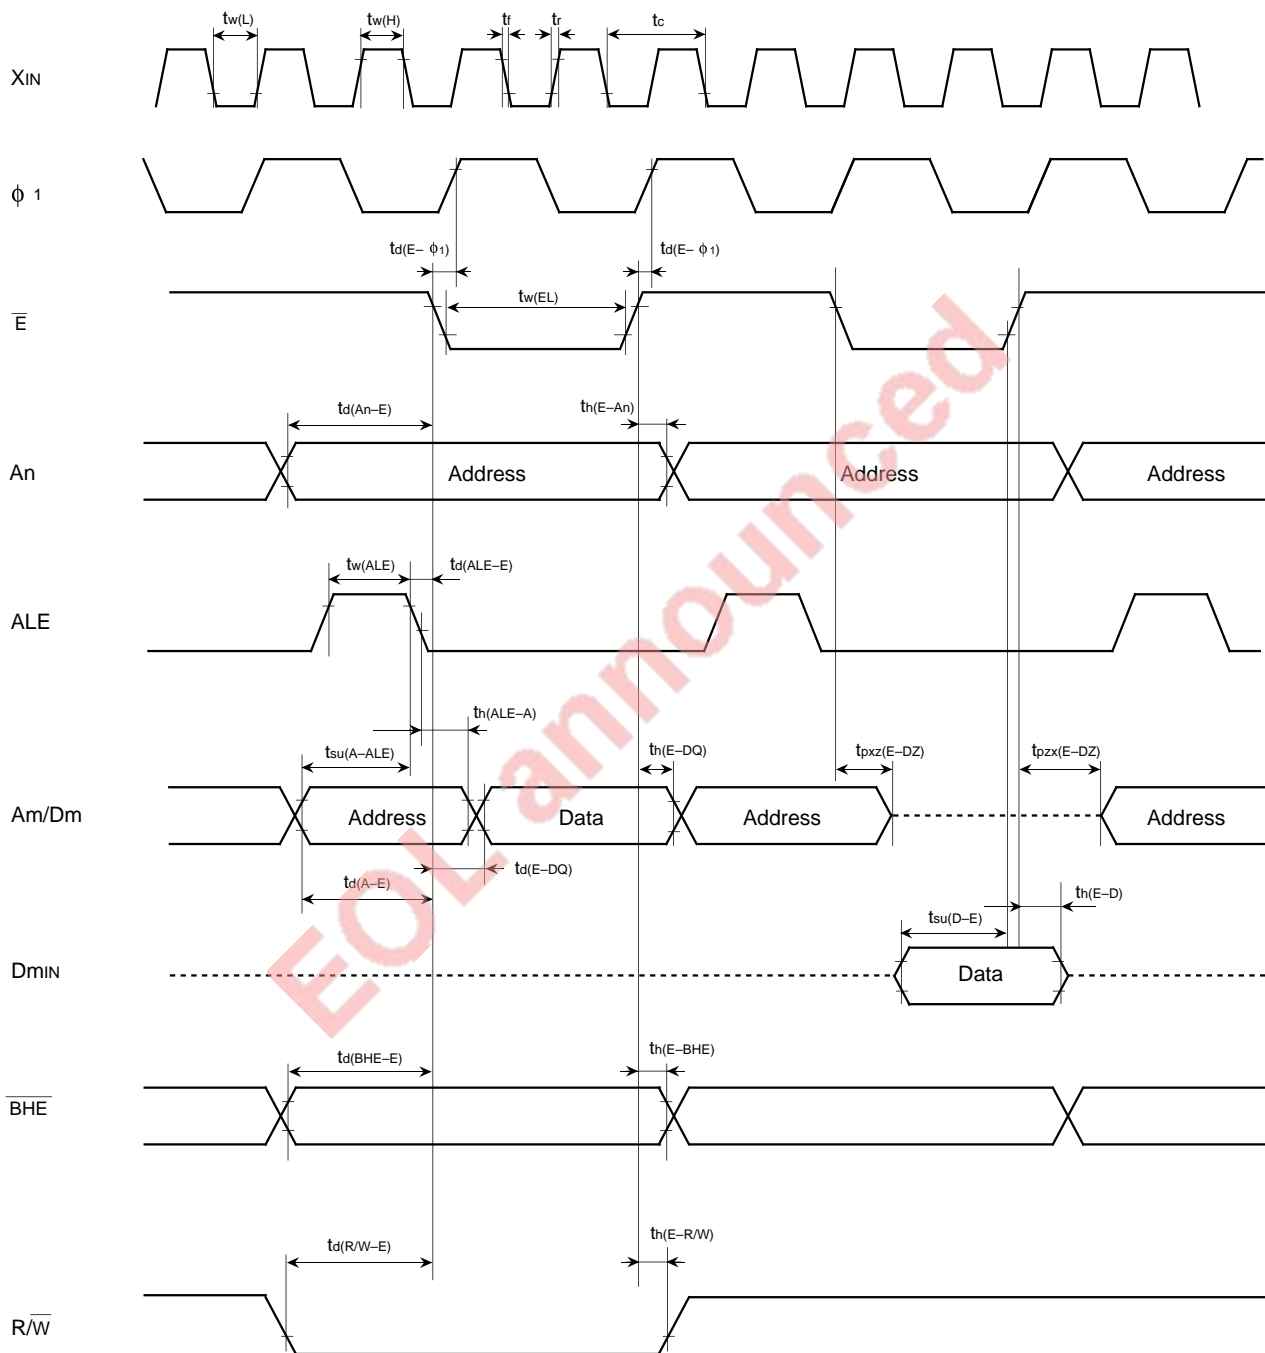 tw(L) tw(H) tf tr tc
XIN
ϕ 1
td(E– ϕ1) td(E– ϕ1)
tw(EL)
E
td(An–E) th(E–An)
An Address Address Address
tw(ALE) td(ALE–E)
ALE
th(ALE–A)
tsu(A–ALE) th(E–DQ) tpxz(E–DZ) tpzx(E–DZ)
Am/Dm Address Data Address Address
td(E–DQ)
td(A–E)
th(E–D)
tsu(D–E)
DmIN Data
td(BHE–E) th(E–BHE)
BHE
td(R/W–E) th(E–R/W)
R/W
EOL announced